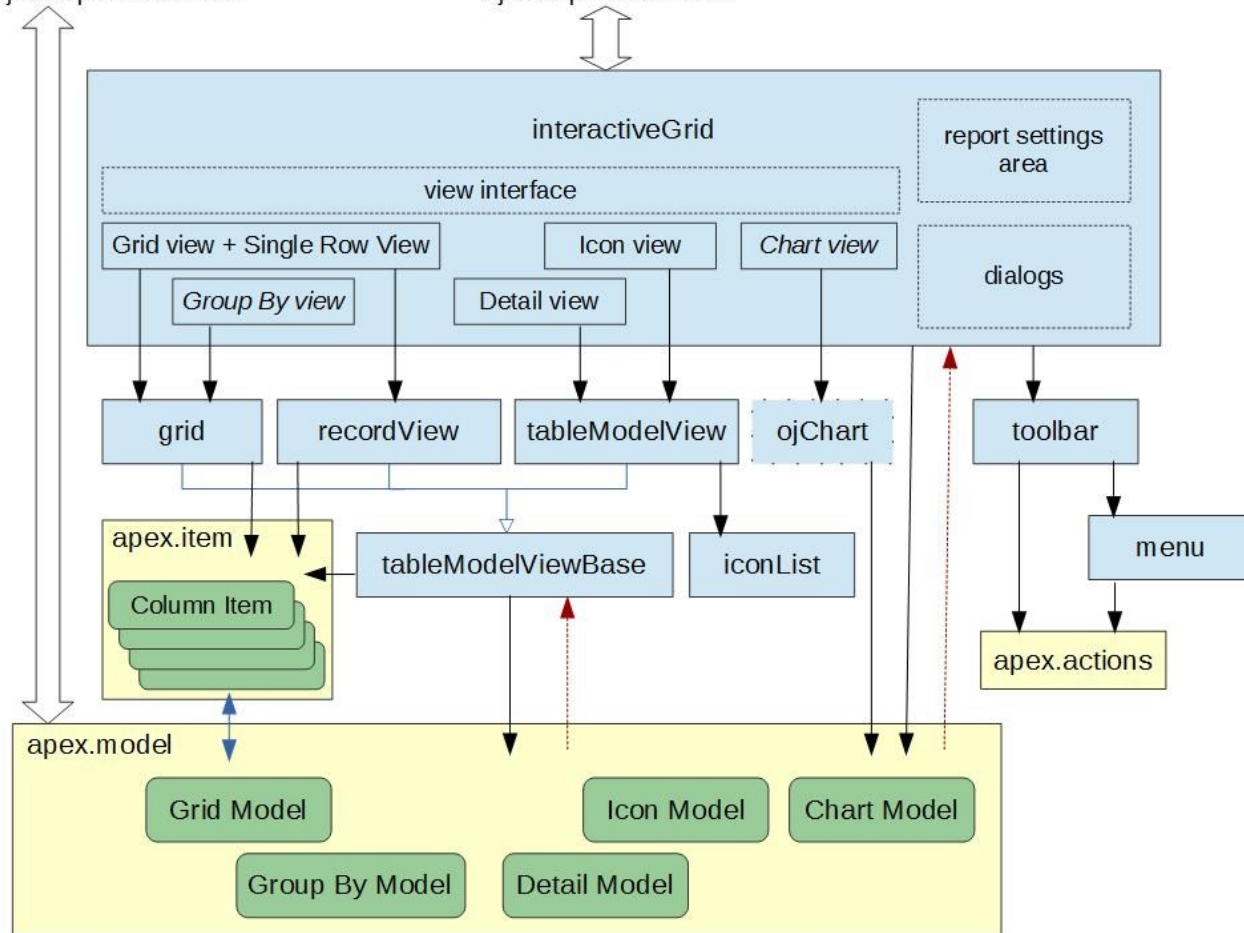 interactiveGrid
report settings
area
view interface
Grid view + Single Row View
Icon view
Chart view
Group By view
Detail view
dialogs
grid
recordView
tableModelView
ojChart
toolbar
apex.item
Column Item
tableModelViewBase
iconList
menu
apex.actions
apex.model
Grid Model
Icon Model
Chart Model
Group By Model
Detail Model